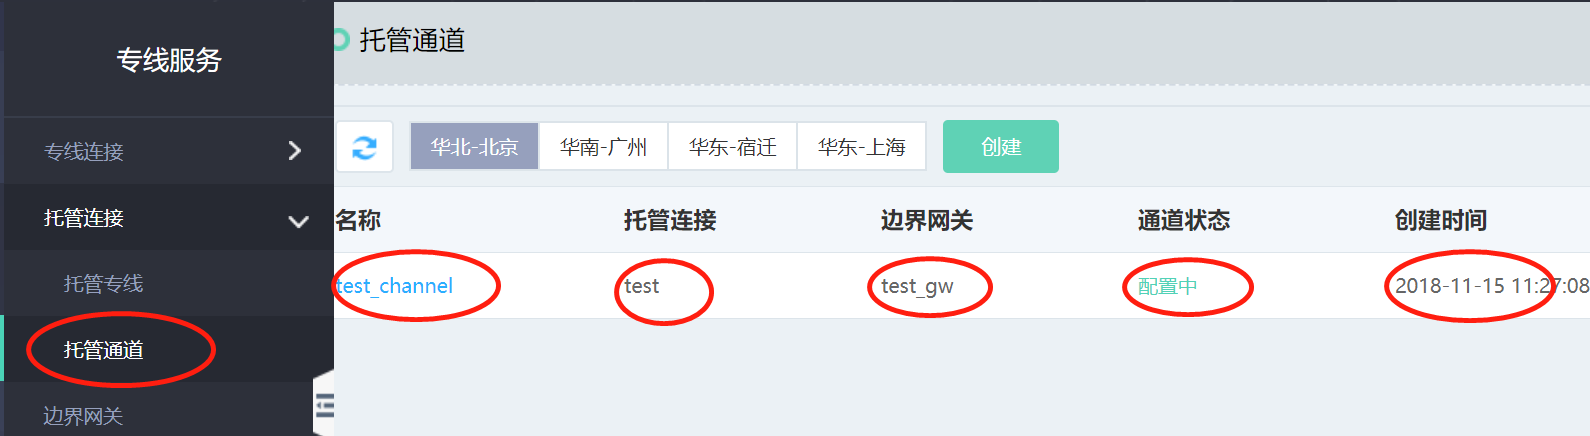 专线服务
专线连接
托管连接
托管专线
托管通道
边界网关
托管通道
华北-北京 华南-广州 华东-宿迁 华东-上海 创建
名称 托管连接 边界网关 通道状态 创建时间
test_channel test test_gw 配置中 2018-11-15 11:27:08